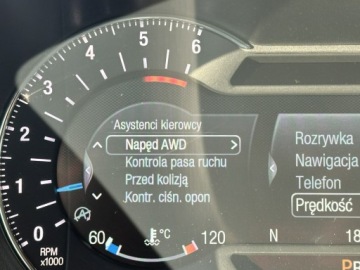 6
5
4
3
2
1
0
RPM
x1000
Asystenci kierowcy
Napęd AWD
Kontrola pasa ruchu
Przed kolizją
Kontr. ciśn. opon
60
°C
120
Rozrywka
Nawigacja
Telefon
Prędkość
N
18